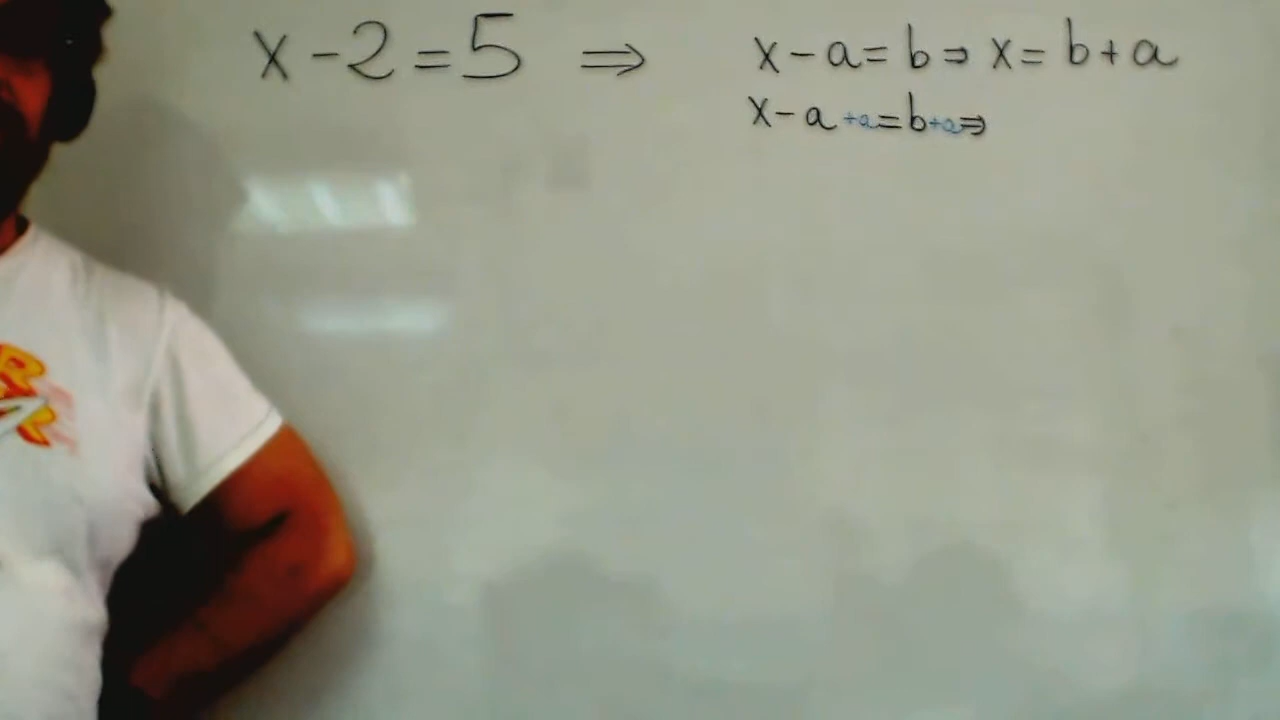 x - 2 = 5 ⇒ x - a = b ⇒ x = b + a
x - a + a = b + a ⇒